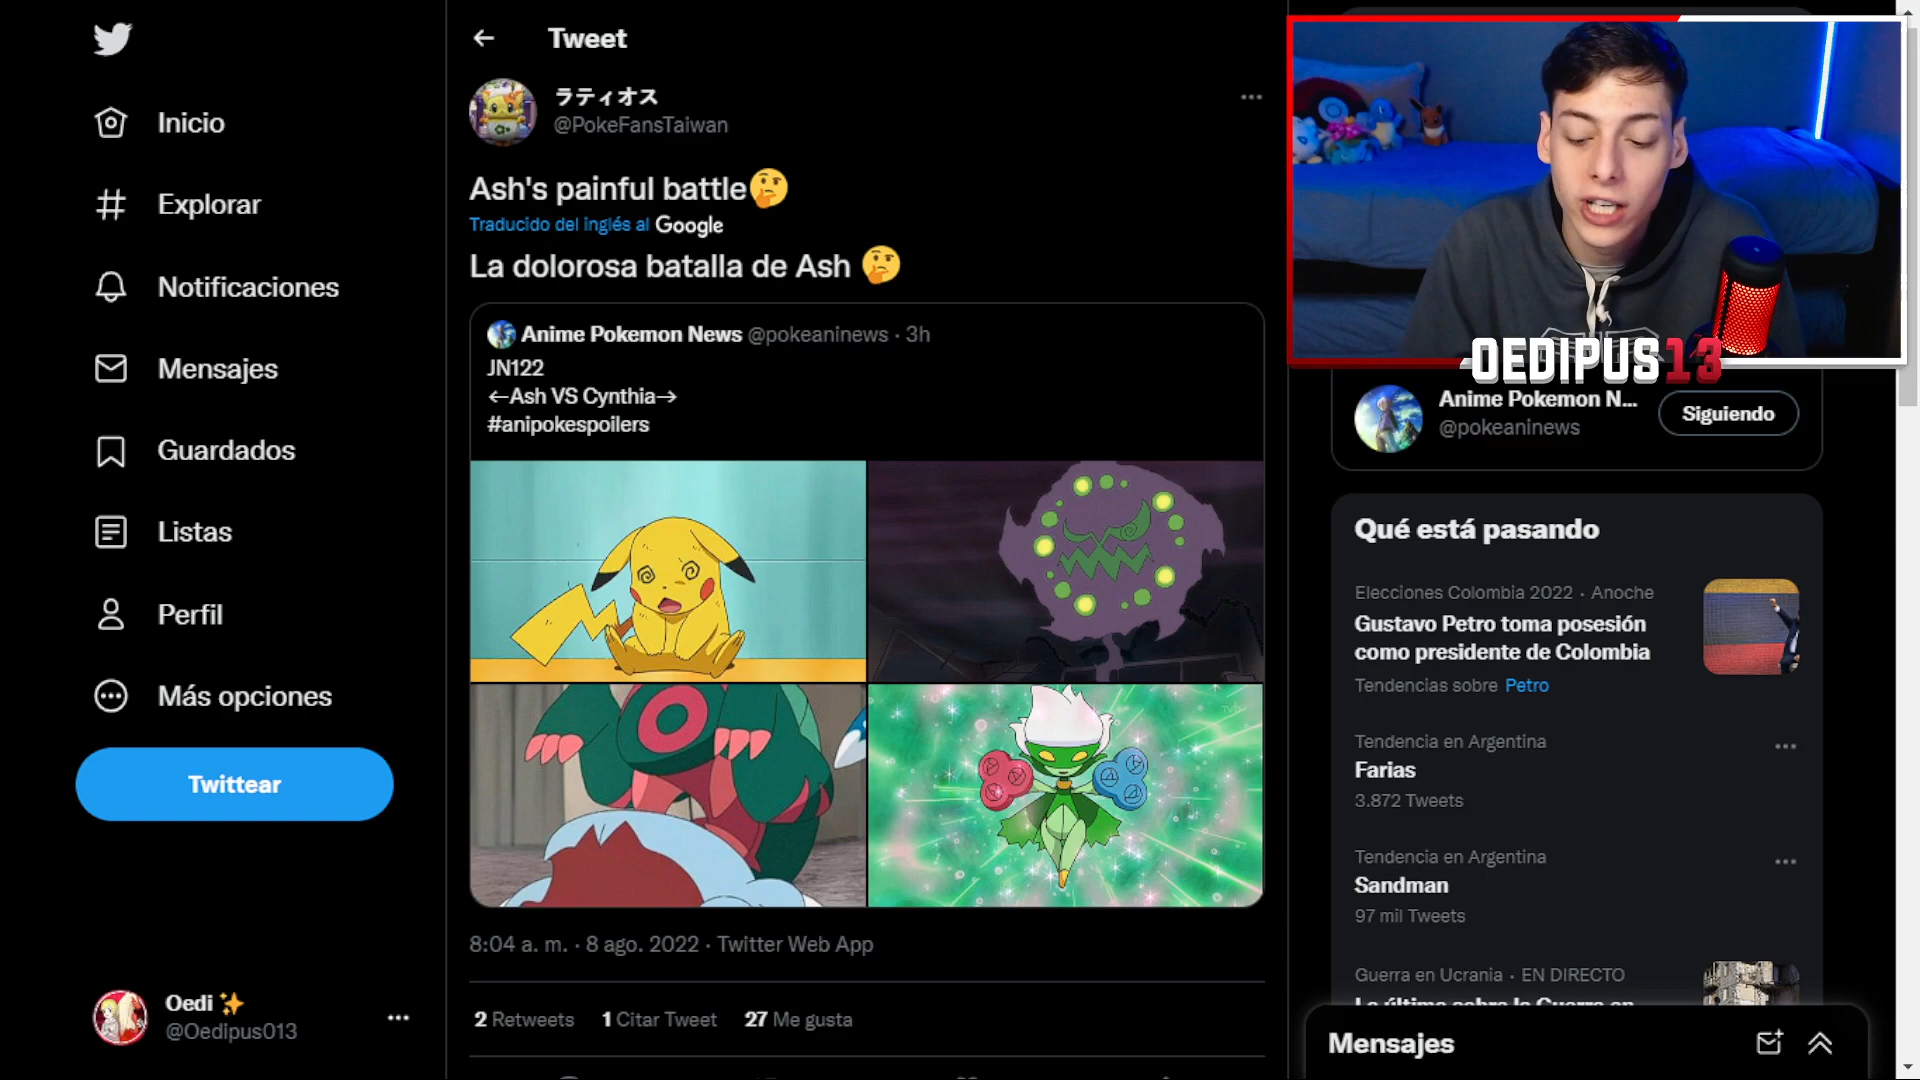 Inicio
Explorar
Notificaciones
Mensajes
Guardados
Listas
Perfil
Más opciones
Twittear
Oedi
@Oedipus013
Tweet
ラティオス
@PokeFansTaiwan
Ash's painful battle🤔
Traducido del inglés al Google
La dolorosa batalla de Ash 🤔
Anime Pokemon News @pokeaninews · 3h
JN122
←Ash VS Cynthia→
#anipokespoilers
8:04 a. m. · 8 ago. 2022 · Twitter Web App
2 Retweets 1 Citar Tweet 27 Me gusta
OEDIPUS13
Anime Pokemon N...
@pokeaninews
Siguiendo
Qué está pasando
Elecciones Colombia 2022 · Anoche
Gustavo Petro toma posesión
como presidente de Colombia
Tendencias sobre Petro
Tendencia en Argentina
Farias
3.872 Tweets
Tendencia en Argentina
Sandman
97 mil Tweets
Guerra en Ucrania · EN DIRECTO
Mensajes